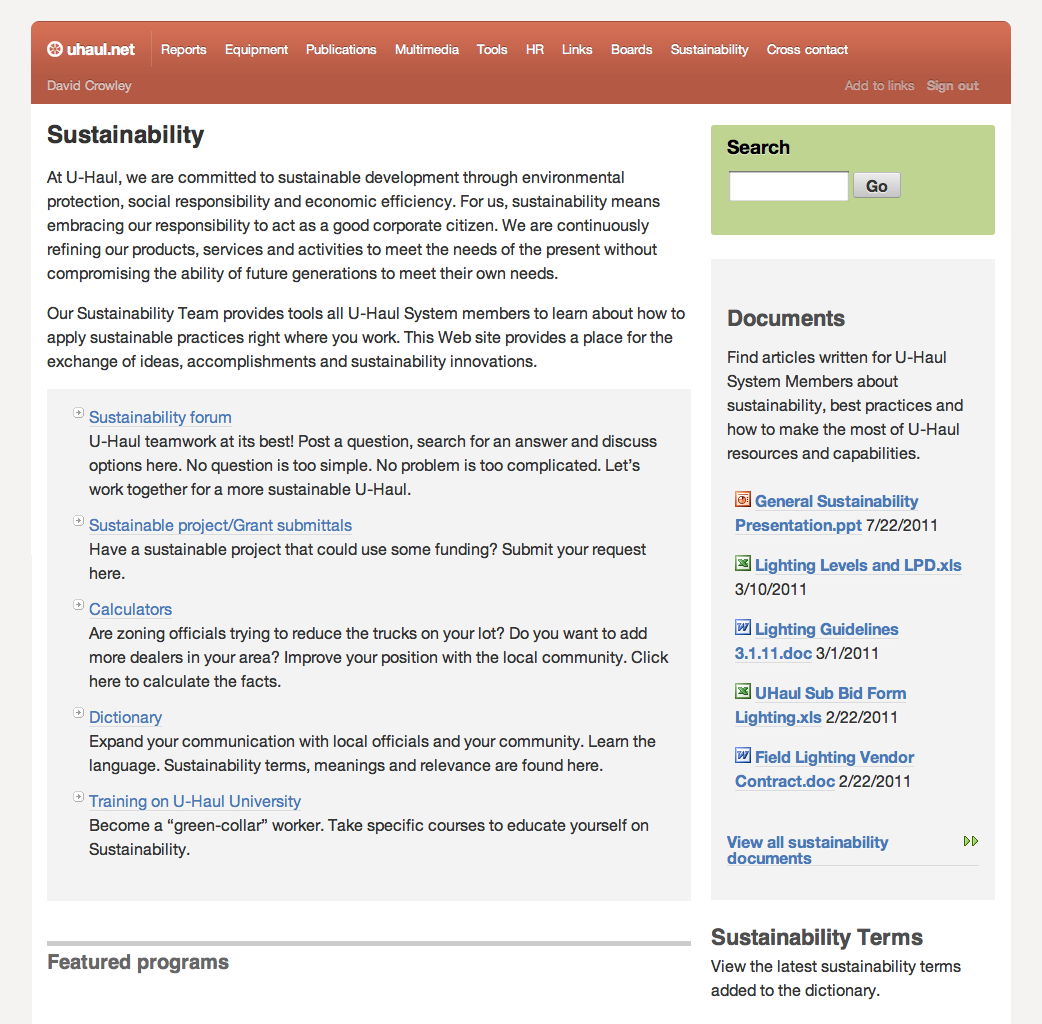 uhaul.net
Reports
Equipment
Publications
Multimedia
Tools
HR
Links
Boards
Sustainability
Cross contact
David Crowley
Add to links
Sign out
Sustainability
At U-Haul, we are committed to sustainable development through environmental
protection, social responsibility and economic efficiency. For us, sustainability means
embracing our responsibility to act as a good corporate citizen. We are continuously
refining our products, services and activities to meet the needs of the present without
compromising the ability of future generations to meet their own needs.
Our Sustainability Team provides tools all U-Haul System members to learn about how to
apply sustainable practices right where you work. This Web site provides a place for the
exchange of ideas, accomplishments and sustainability innovations.
Sustainability forum
U-Haul teamwork at its best! Post a question, search for an answer and discuss
options here. No question is too simple. No problem is too complicated. Let's
work together for a more sustainable U-Haul.
Sustainable project/Grant submittals
Have a sustainable project that could use some funding? Submit your request
here.
Calculators
Are zoning officials trying to reduce the trucks on your lot? Do you want to add
more dealers in your area? Improve your position with the local community. Click
here to calculate the facts.
Dictionary
Expand your communication with local officials and your community. Learn the
language. Sustainability terms, meanings and relevance are found here.
Training on U-Haul University
Become a “green-collar” worker. Take specific courses to educate yourself on
Sustainability.
Featured programs
Search
Go
Documents
Find articles written for U-Haul
System Members about
sustainability, best practices and
how to make the most of U-Haul
resources and capabilities.
General Sustainability
Presentation.ppt 7/22/2011
Lighting Levels and LPD.xls
3/10/2011
Lighting Guidelines
3.1.11.doc 3/1/2011
UHaul Sub Bid Form
Lighting.xls 2/22/2011
Field Lighting Vendor
Contract.doc 2/22/2011
View all sustainability
documents
Sustainability Terms
View the latest sustainability terms
added to the dictionary.